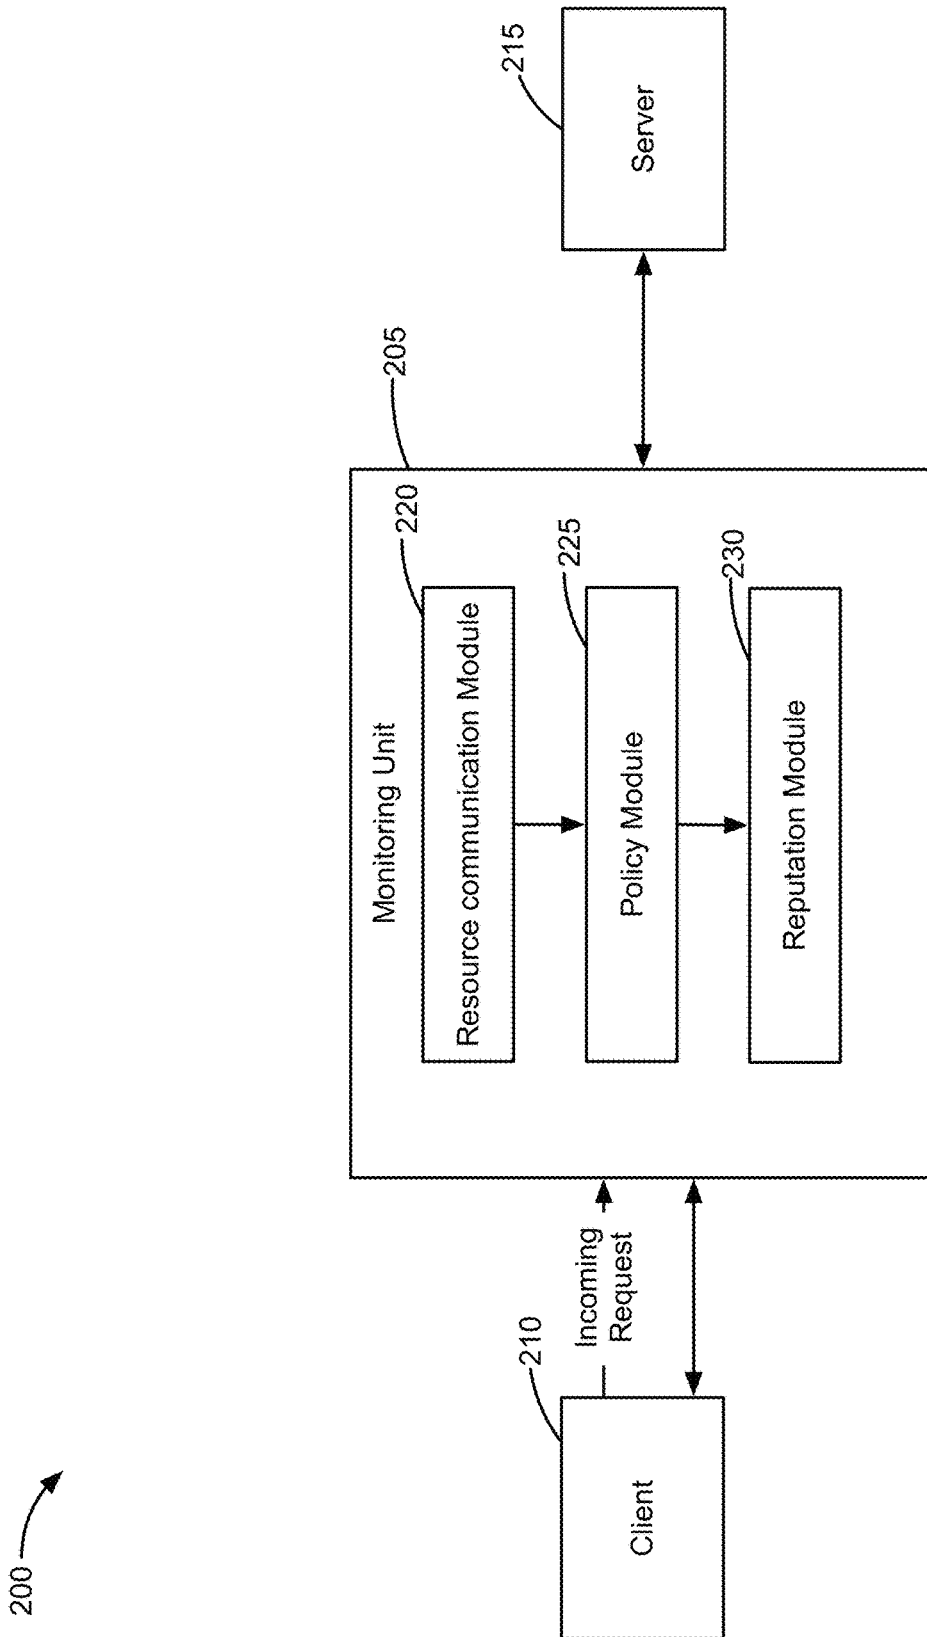 200
210
Client
Incoming
Request
205
Monitoring Unit
220
Resource communication Module
225
Policy Module
230
Reputation Module
215
Server